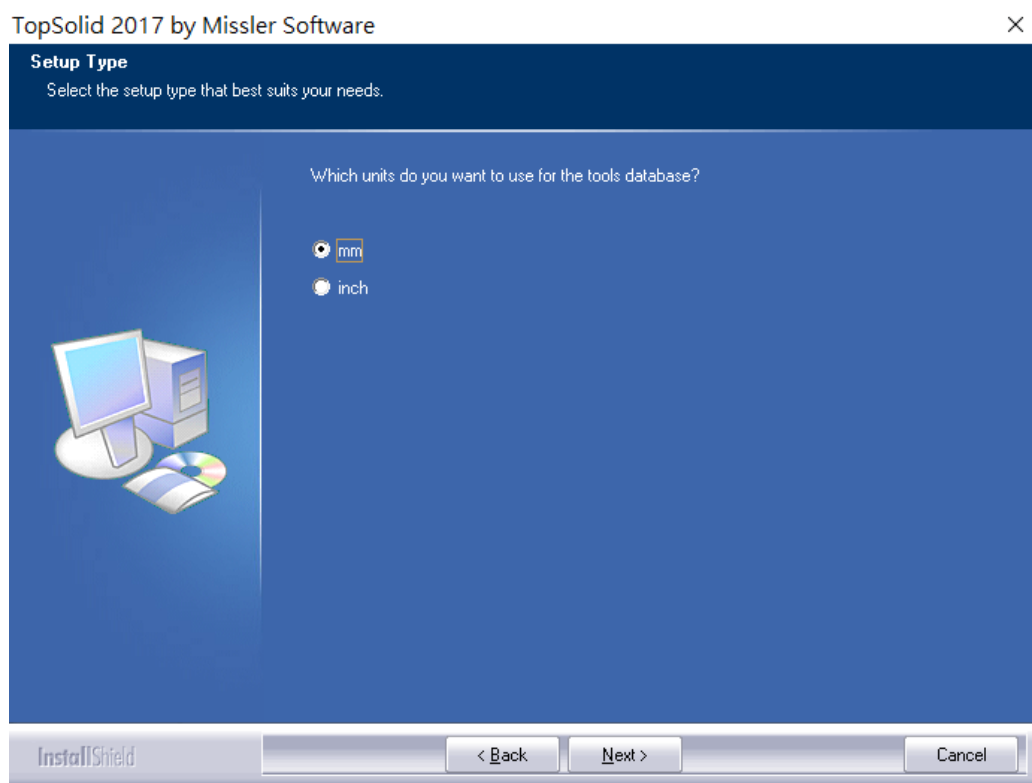 TopSolid 2017 by Missler Software
Setup Type
Select the setup type that best suits your needs.
Which units do you want to use for the tools database?
mm
inch
InstallShield
< Back
Next >
Cancel